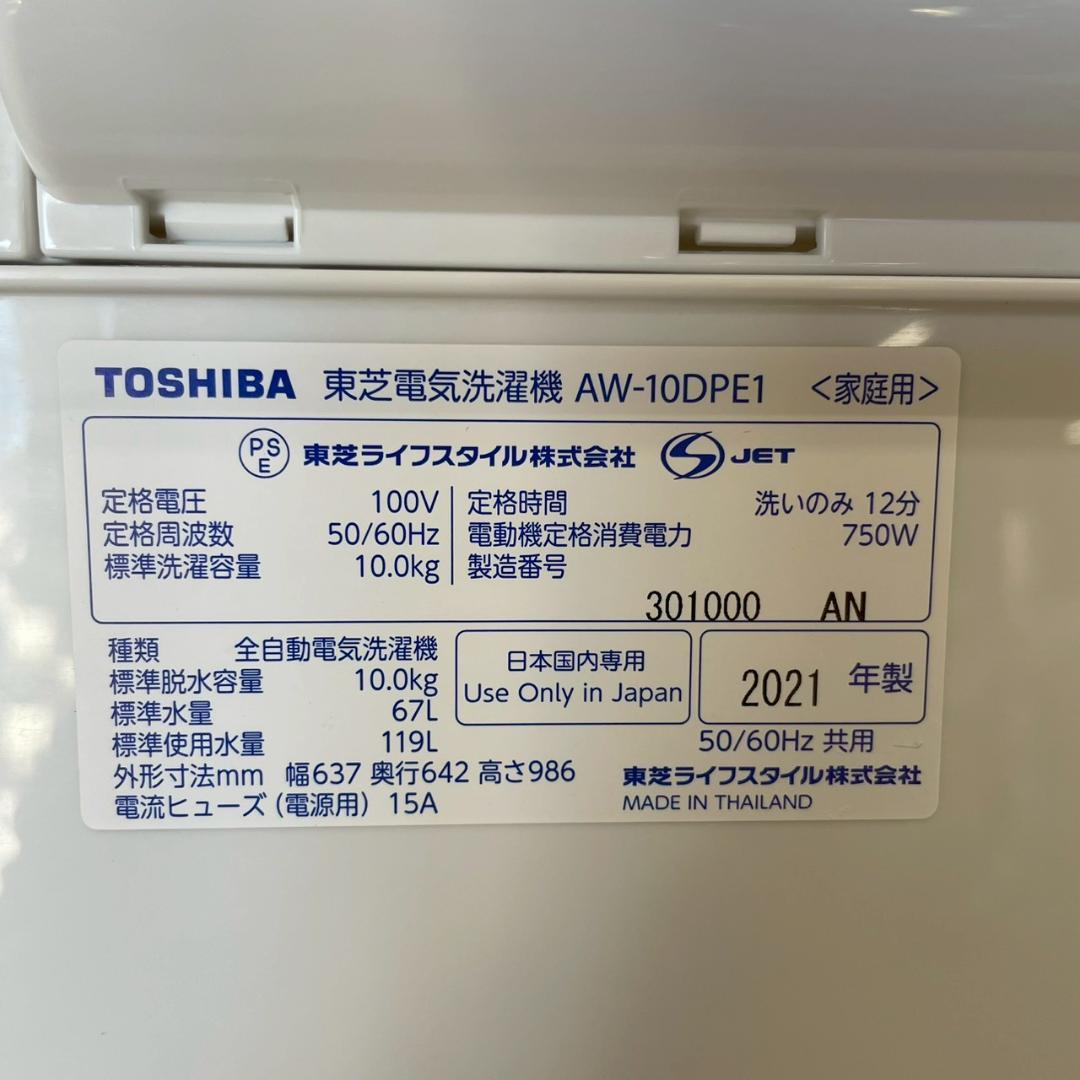 TOSHIBA 東芝電気洗濯機 AW-10DPE1 <家庭用>
PSE 東芝ライフスタイル株式会社 S JET
定格電圧 100V
定格周波数 50/60Hz
標準洗濯容量 10.0kg
定格時間 洗いのみ 12分
電動機定格消費電力 750W
製造番号
301000 AN
種類 全自動電気洗濯機
標準脱水容量 10.0kg
標準水量 67L
標準使用水量 119L
外形寸法mm 幅637 奥行642 高さ986
電流ヒューズ(電源用) 15A
日本国内専用
Use Only in Japan
2021 年製
50/60Hz 共用
東芝ライフスタイル株式会社
MADE IN THAILAND